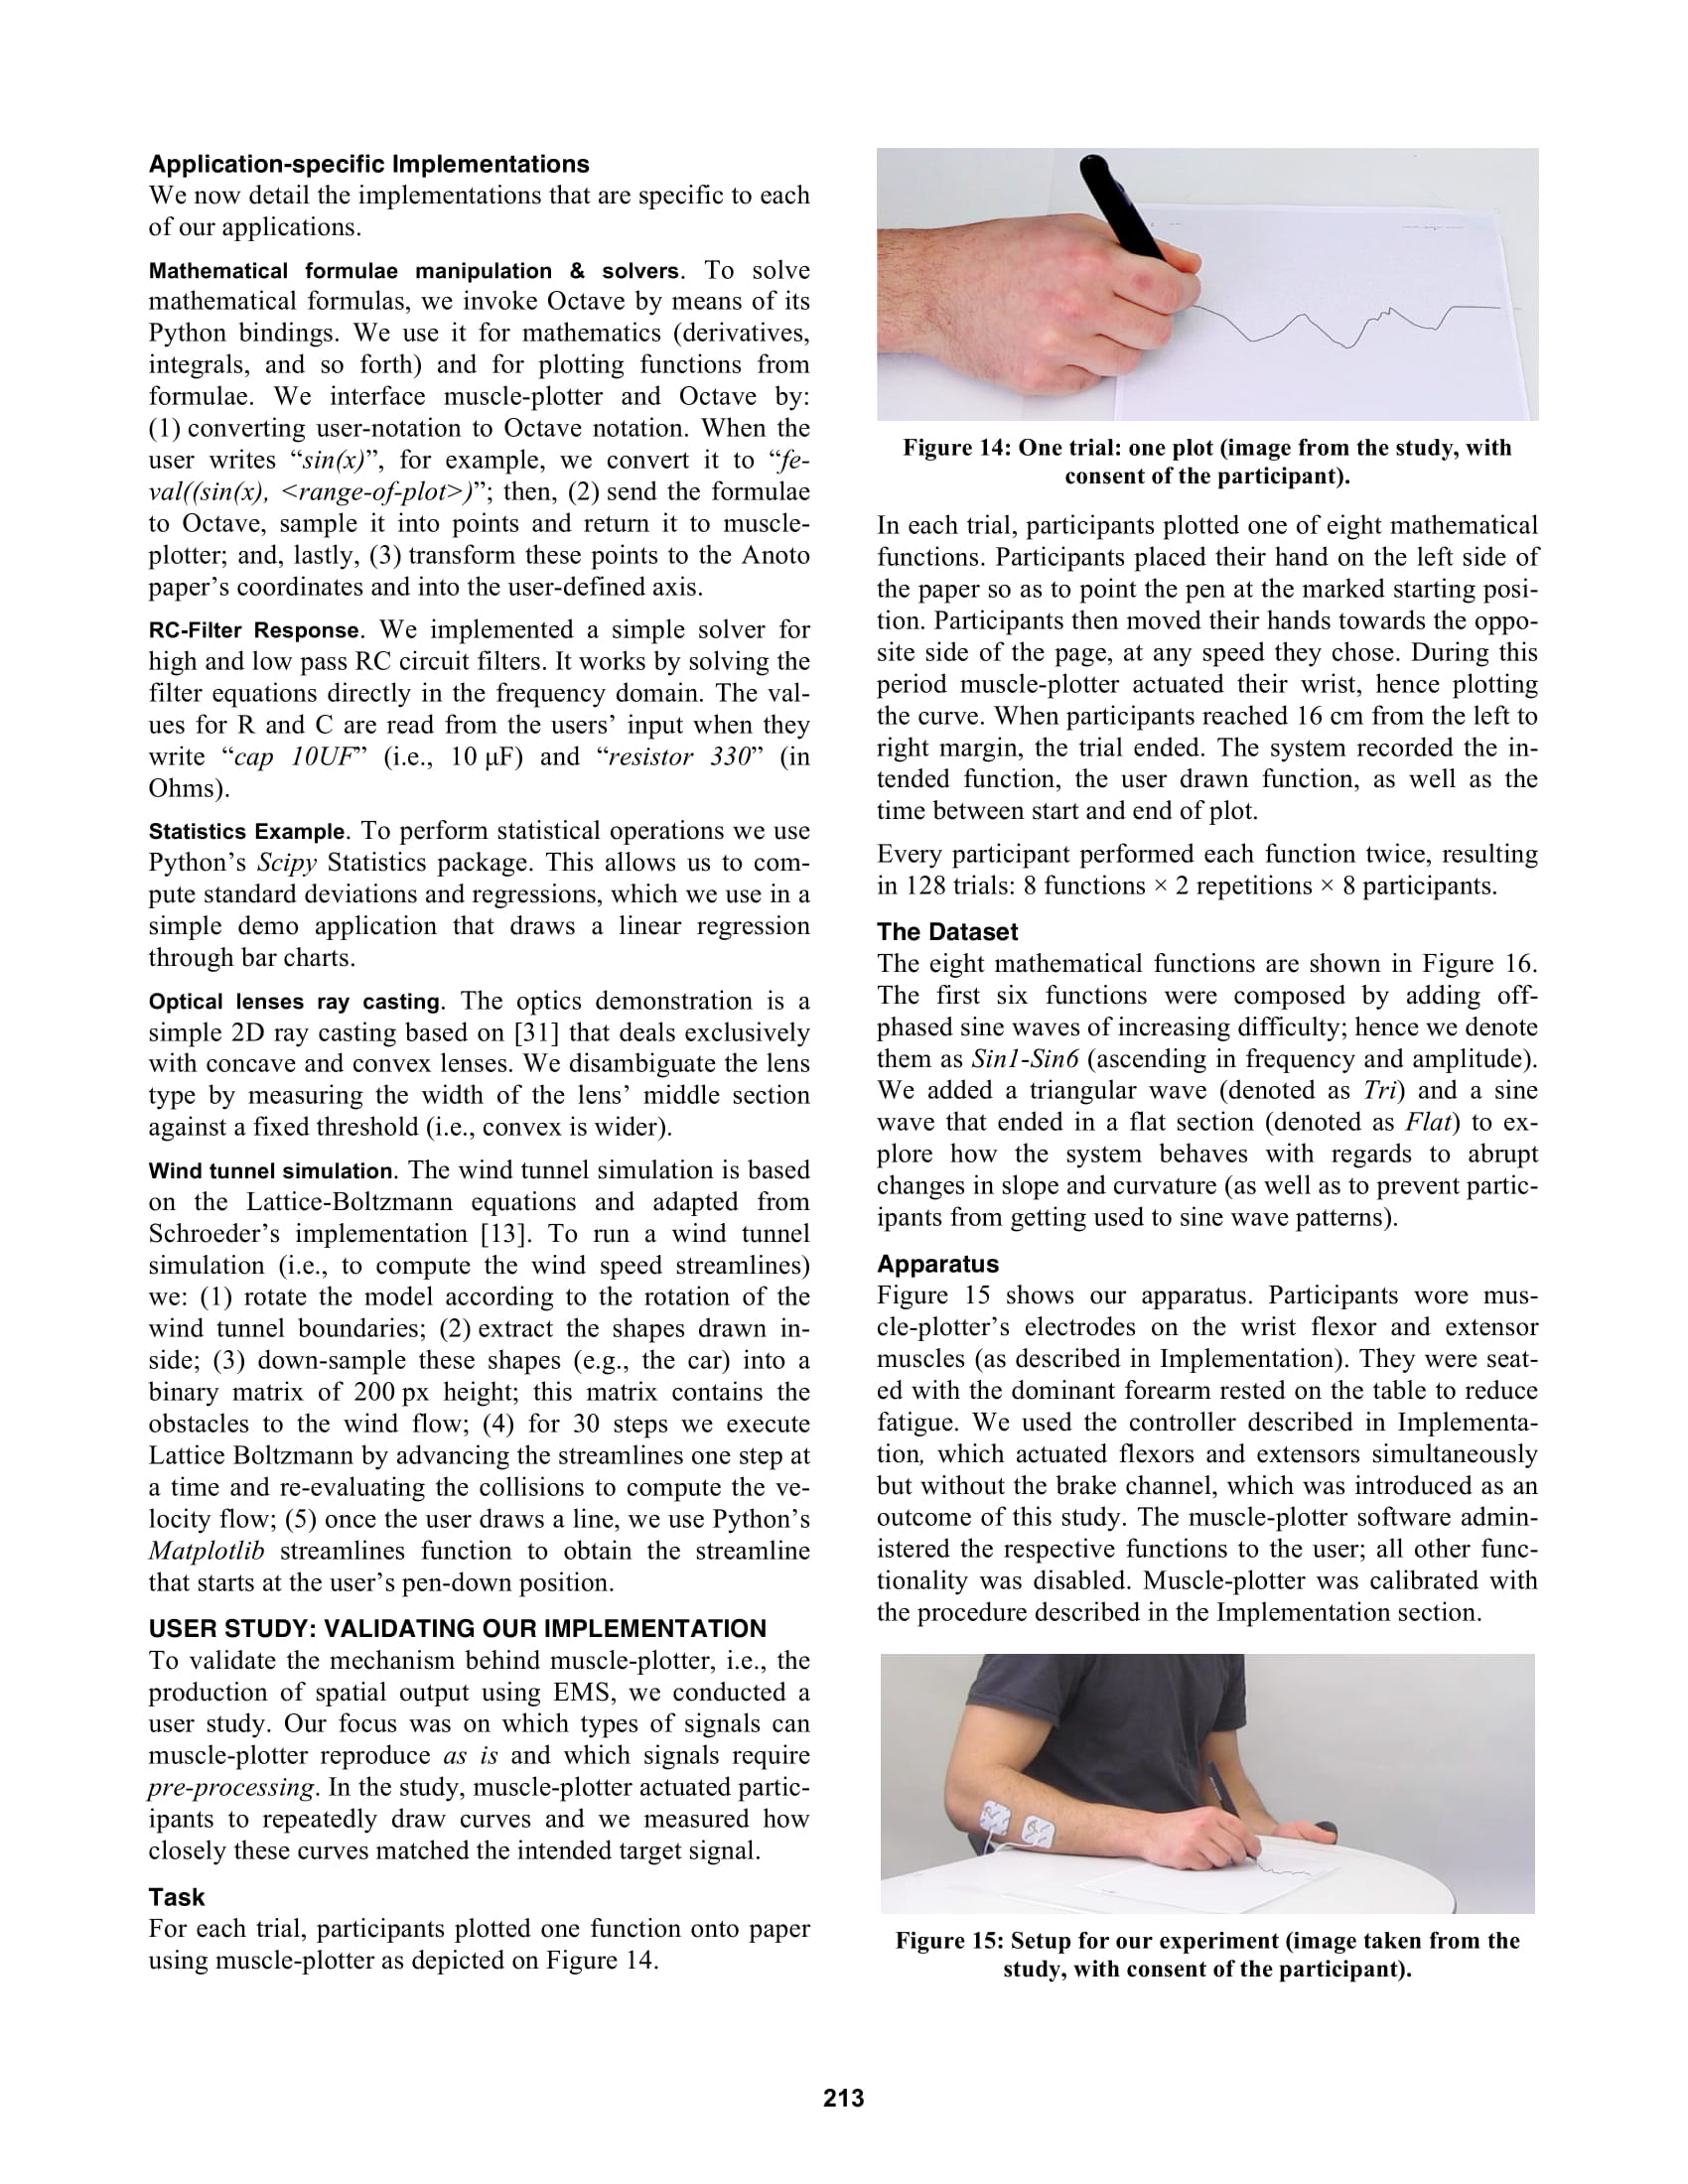 Application-specific Implementations
We now detail the implementations that are specific to each
of our applications.
Mathematical formulae manipulation & solvers. To solve
mathematical formulas, we invoke Octave by means of its
Python bindings. We use it for mathematics (derivatives,
integrals, and so forth) and for plotting functions from
formulae. We interface muscle-plotter and Octave by:
(1) converting user-notation to Octave notation. When the
user writes “sin(x)”, for example, we convert it to “fe-
val((sin(x), <range-of-plot>)”; then, (2) send the formulae
to Octave, sample it into points and return it to muscle-
plotter; and, lastly, (3) transform these points to the Anoto
paper’s coordinates and into the user-defined axis.
RC-Filter Response. We implemented a simple solver for
high and low pass RC circuit filters. It works by solving the
filter equations directly in the frequency domain. The val-
ues for R and C are read from the users’ input when they
write “cap 10UF” (i.e., 10 µF) and “resistor 330” (in
Ohms).
Statistics Example. To perform statistical operations we use
Python’s Scipy Statistics package. This allows us to com-
pute standard deviations and regressions, which we use in a
simple demo application that draws a linear regression
through bar charts.
Optical lenses ray casting. The optics demonstration is a
simple 2D ray casting based on [31] that deals exclusively
with concave and convex lenses. We disambiguate the lens
type by measuring the width of the lens’ middle section
against a fixed threshold (i.e., convex is wider).
Wind tunnel simulation. The wind tunnel simulation is based
on the Lattice-Boltzmann equations and adapted from
Schroeder’s implementation [13]. To run a wind tunnel
simulation (i.e., to compute the wind speed streamlines)
we: (1) rotate the model according to the rotation of the
wind tunnel boundaries; (2) extract the shapes drawn in-
side; (3) down-sample these shapes (e.g., the car) into a
binary matrix of 200 px height; this matrix contains the
obstacles to the wind flow; (4) for 30 steps we execute
Lattice Boltzmann by advancing the streamlines one step at
a time and re-evaluating the collisions to compute the ve-
locity flow; (5) once the user draws a line, we use Python’s
Matplotlib streamlines function to obtain the streamline
that starts at the user’s pen-down position.
USER STUDY: VALIDATING OUR IMPLEMENTATION
To validate the mechanism behind muscle-plotter, i.e., the
production of spatial output using EMS, we conducted a
user study. Our focus was on which types of signals can
muscle-plotter reproduce as is and which signals require
pre-processing. In the study, muscle-plotter actuated partic-
ipants to repeatedly draw curves and we measured how
closely these curves matched the intended target signal.
Task
For each trial, participants plotted one function onto paper
using muscle-plotter as depicted on Figure 14.
Figure 14: One trial: one plot (image from the study, with
consent of the participant).
In each trial, participants plotted one of eight mathematical
functions. Participants placed their hand on the left side of
the paper so as to point the pen at the marked starting posi-
tion. Participants then moved their hands towards the oppo-
site side of the page, at any speed they chose. During this
period muscle-plotter actuated their wrist, hence plotting
the curve. When participants reached 16 cm from the left to
right margin, the trial ended. The system recorded the in-
tended function, the user drawn function, as well as the
time between start and end of plot.
Every participant performed each function twice, resulting
in 128 trials: 8 functions × 2 repetitions × 8 participants.
The Dataset
The eight mathematical functions are shown in Figure 16.
The first six functions were composed by adding off-
phased sine waves of increasing difficulty; hence we denote
them as Sin1-Sin6 (ascending in frequency and amplitude).
We added a triangular wave (denoted as Tri) and a sine
wave that ended in a flat section (denoted as Flat) to ex-
plore how the system behaves with regards to abrupt
changes in slope and curvature (as well as to prevent partic-
ipants from getting used to sine wave patterns).
Apparatus
Figure 15 shows our apparatus. Participants wore mus-
cle-plotter’s electrodes on the wrist flexor and extensor
muscles (as described in Implementation). They were seat-
ed with the dominant forearm rested on the table to reduce
fatigue. We used the controller described in Implementa-
tion, which actuated flexors and extensors simultaneously
but without the brake channel, which was introduced as an
outcome of this study. The muscle-plotter software admin-
istered the respective functions to the user; all other func-
tionality was disabled. Muscle-plotter was calibrated with
the procedure described in the Implementation section.
Figure 15: Setup for our experiment (image taken from the
study, with consent of the participant).
213